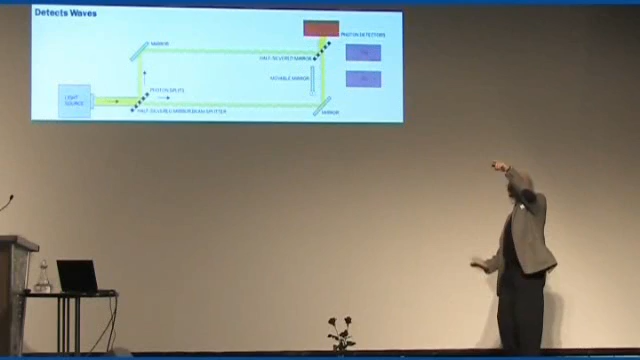 Detects Waves
MIRROR
PHOTON DETECTORS
HALF-SILVERED MIRROR
MOVABLE MIRROR
PHOTON SPLITS
LIGHT
SOURCE
HALF-SILVERED MIRROR BEAM SPLITTER
MIRROR